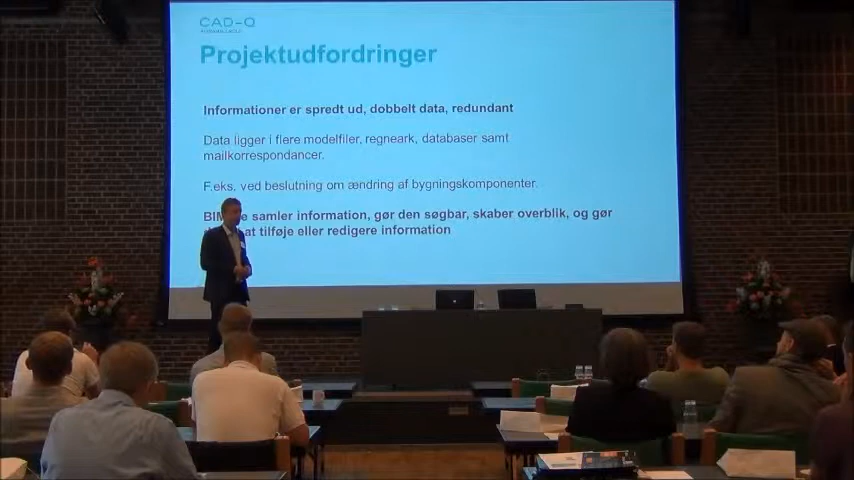 CAD-Q
Projektudfordringer
Informationer er spredt ud, dobbelt data, redundant
Data ligger i flere modelfiler, regneark, databaser samt
mailkorrespondancer.
F.eks. ved beslutning om ændring af bygningskomponenter.
samler information, gør den søgbar, skaber overblik, og gør
at tilføje eller redigere information